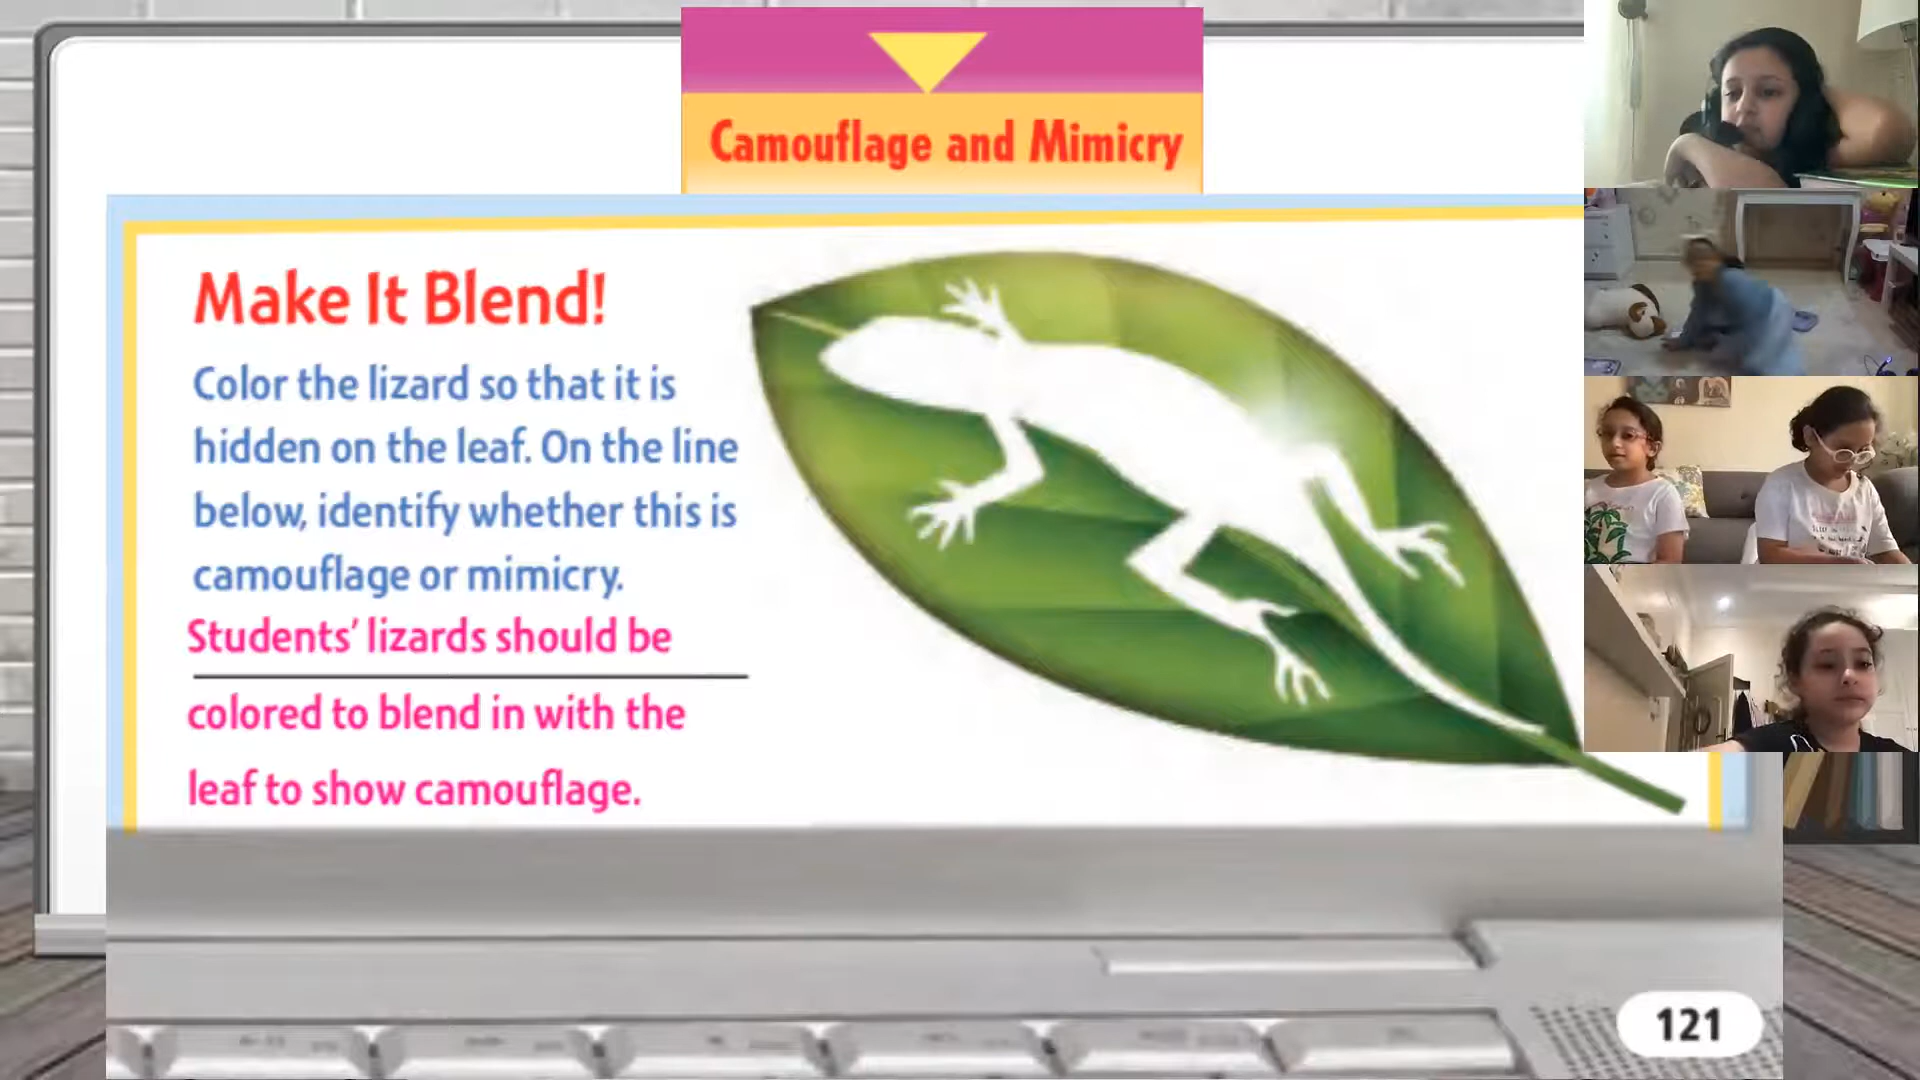 Camouflage and Mimicry
Make It Blend!
Color the lizard so that it is
hidden on the leaf. On the line
below, identify whether this is
camouflage or mimicry.
Students' lizards should be
colored to blend in with the
leaf to show camouflage.
121